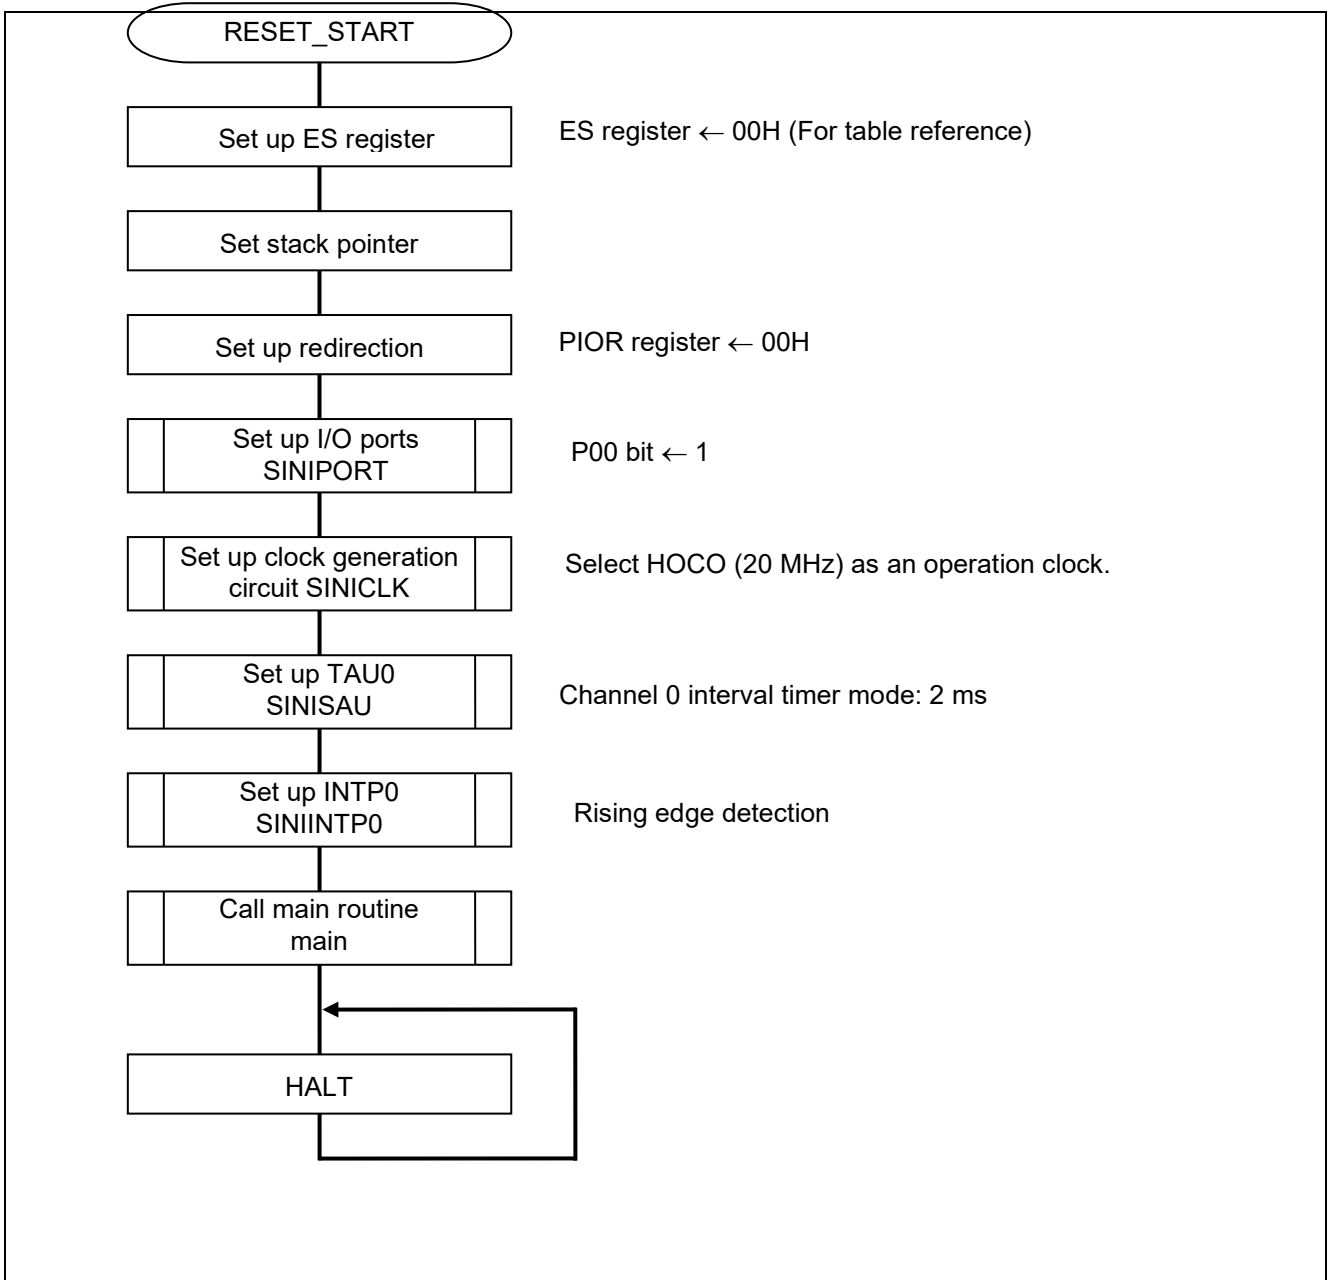 RESET_START
Set up ES register
ES register ← 00H (For table reference)
Set stack pointer
Set up redirection
PIOR register ← 00H
Set up I/O ports
SINIPORT
P00 bit ← 1
Set up clock generation
circuit SINICLK
Select HOCO (20 MHz) as an operation clock.
Set up TAU0
SINISAU
Channel 0 interval timer mode: 2 ms
Set up INTP0
SINIINTP0
Rising edge detection
Call main routine
main
HALT